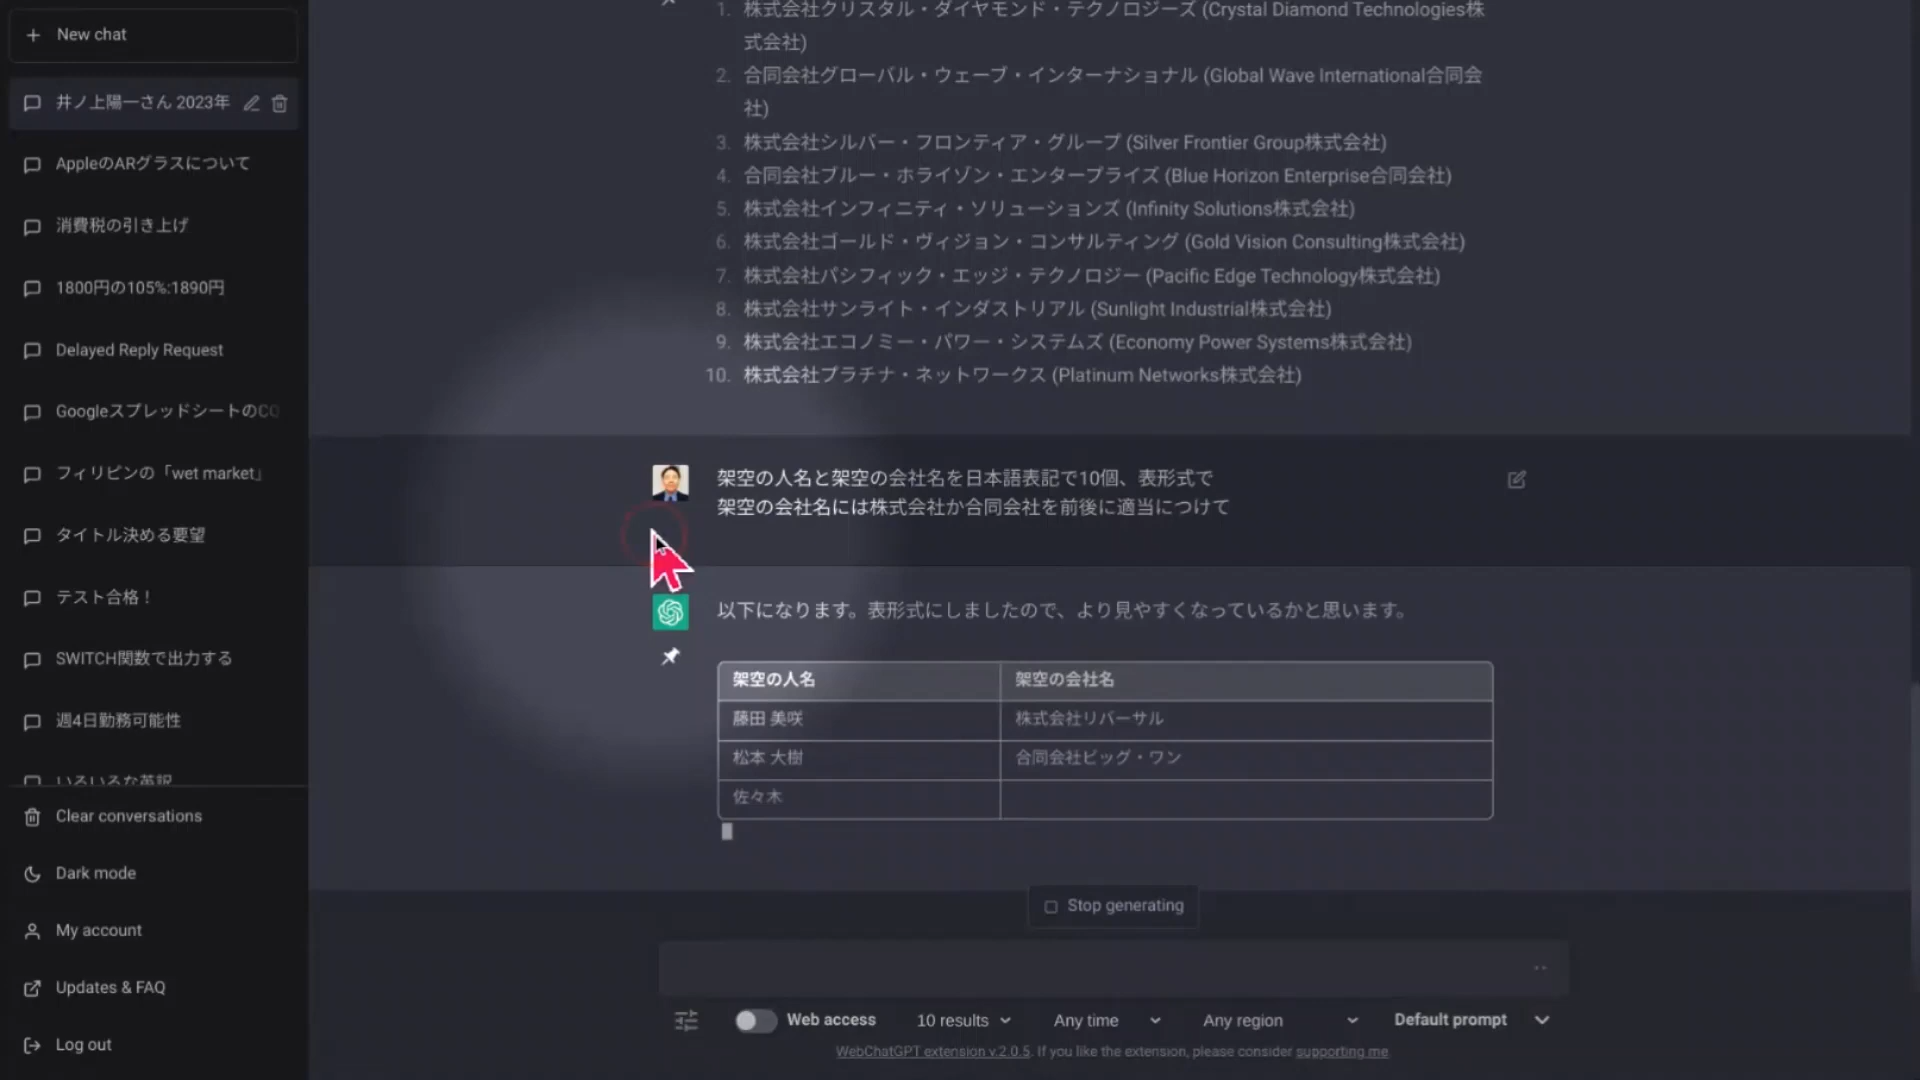 New chat
井ノ上陽一さん 2023年
AppleのARグラスについて
消費税の引き上げ
1800円の105%:1890円
Delayed Reply Request
GoogleスプレッドシートのCO
フィリピンの「wet market」
タイトル決める要望
テスト合格！
SWITCH関数で出力する
週4日勤務可能性
いろいろな英訳
Clear conversations
Dark mode
My account
Updates & FAQ
Log out
1. 株式会社クリスタル・ダイヤモンド・テクノロジーズ (Crystal Diamond Technologies株
式会社)
2. 合同会社グローバル・ウェーブ・インターナショナル (Global Wave International合同会
社)
3. 株式会社シルバー・フロンティア・グループ (Silver Frontier Group株式会社)
4. 合同会社ブルー・ホライゾン・エンタープライズ (Blue Horizon Enterprise合同会社)
5. 株式会社インフィニティ・ソリューションズ (Infinity Solutions株式会社)
6. 株式会社ゴールド・ヴィジョン・コンサルティング (Gold Vision Consulting株式会社)
7. 株式会社パシフィック・エッジ・テクノロジー (Pacific Edge Technology株式会社)
8. 株式会社サンライト・インダストリアル (Sunlight Industrial株式会社)
9. 株式会社エコノミー・パワー・システムズ (Economy Power Systems株式会社)
10. 株式会社プラチナ・ネットワークス (Platinum Networks株式会社)
架空の人名と架空の会社名を日本語表記で10個、表形式で
架空の会社名には株式会社か合同会社を前後に適当につけて
以下になります。表形式にしましたので、より見やすくなっているかと思います。
架空の人名 架空の会社名
藤田 美咲 株式会社リバーサル
松本 大樹 合同会社ビッグ・ワン
佐々木
Stop generating
Web access 10 results Any time Any region Default prompt
WebChatGPT extension v.2.0.5. If you like the extension, please consider supporting me